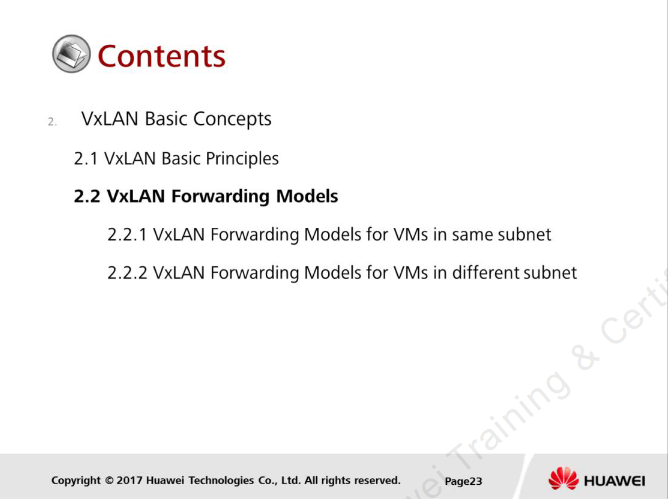 Contents
2. VxLAN Basic Concepts
2.1 VxLAN Basic Principles
2.2 VxLAN Forwarding Models
2.2.1 VxLAN Forwarding Models for VMs in same subnet
2.2.2 VxLAN Forwarding Models for VMs in different subnet
Training &
Copyright © 2017 Huawei Technologies Co., Ltd. All rights reserved.
Page23
HUAWEI